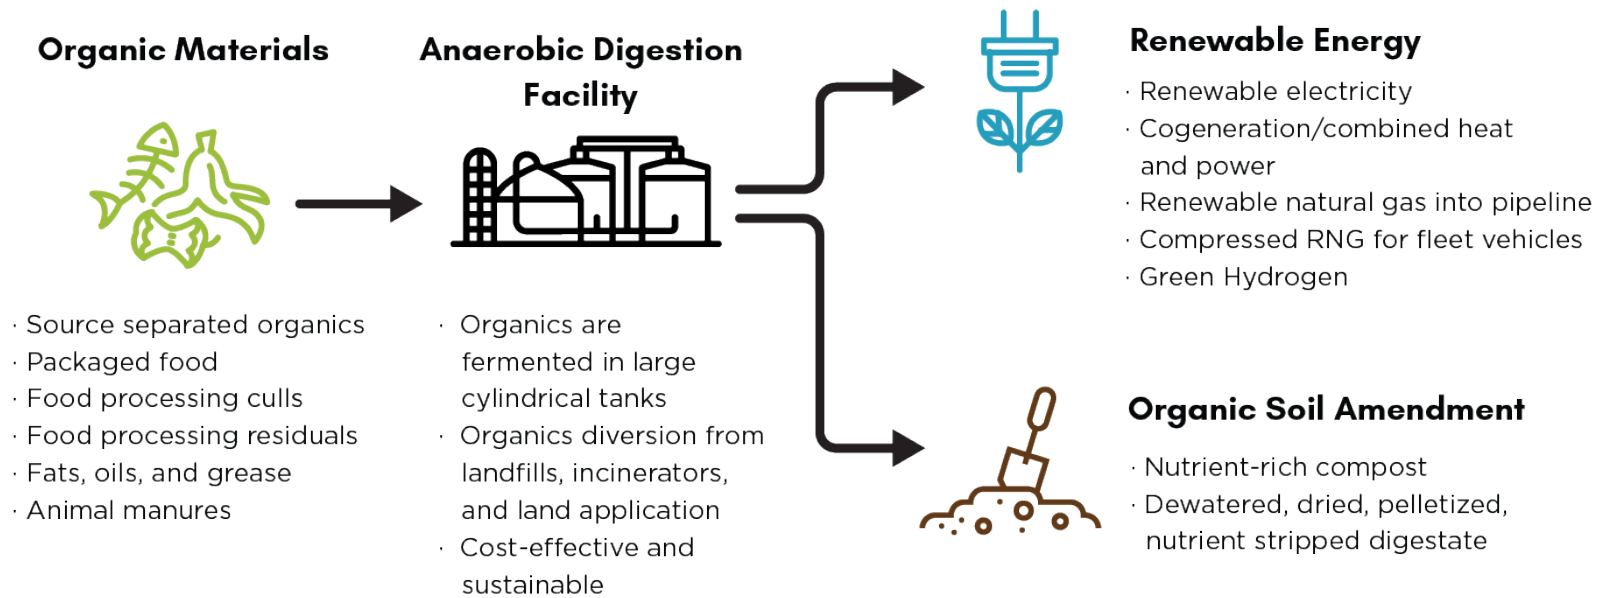 Organic Materials
· Source separated organics
· Packaged food
· Food processing culls
· Food processing residuals
· Fats, oils, and grease
· Animal manures
Anaerobic Digestion
Facility
· Organics are
fermented in large
cylindrical tanks
· Organics diversion from
landfills, incinerators,
and land application
· Cost-effective and
sustainable
Renewable Energy
· Renewable electricity
· Cogeneration/combined heat
and power
· Renewable natural gas into pipeline
· Compressed RNG for fleet vehicles
· Green Hydrogen
Organic Soil Amendment
· Nutrient-rich compost
· Dewatered, dried, pelletized,
nutrient stripped digestate